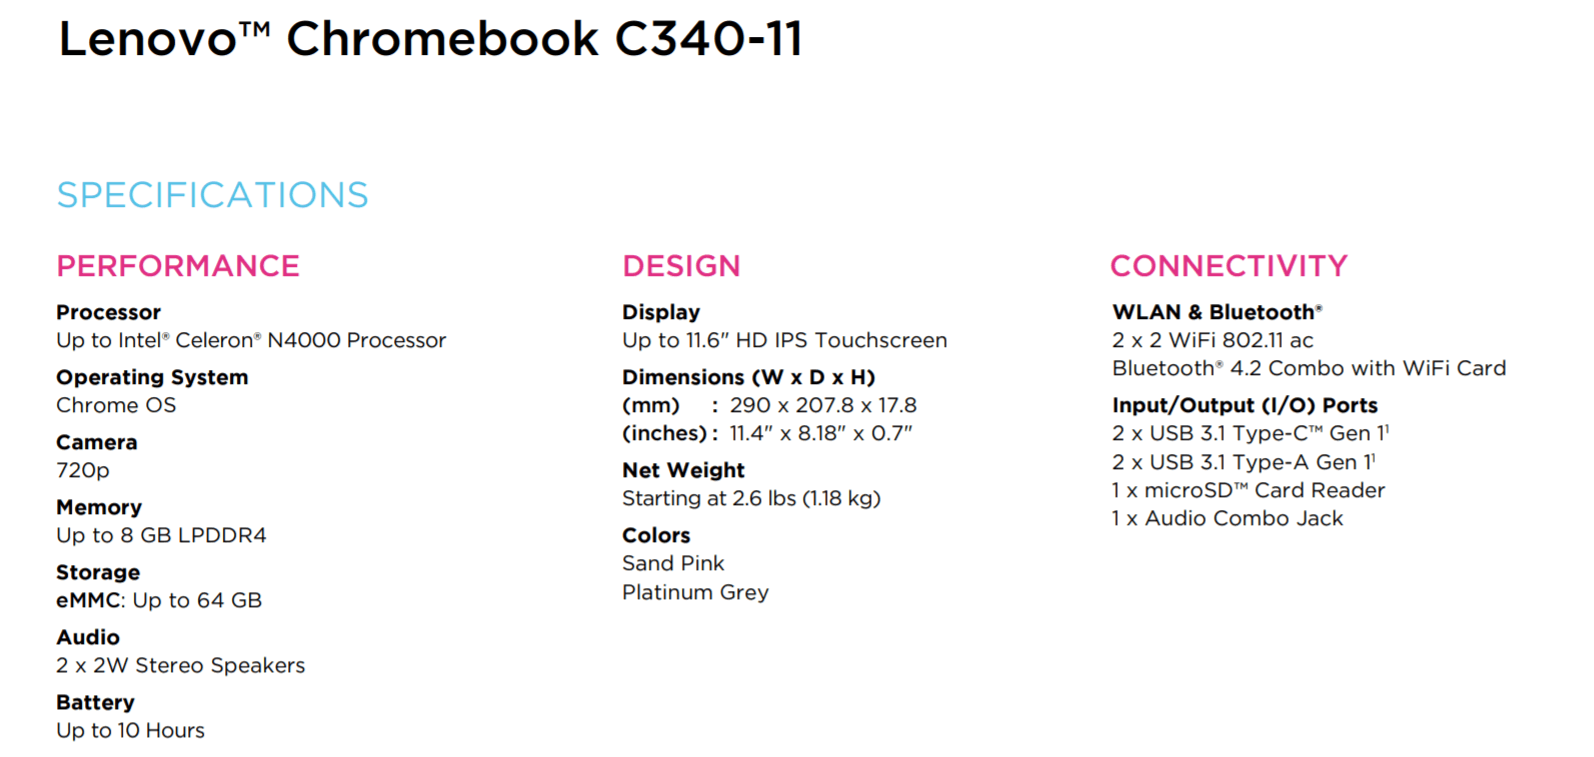 Lenovo™ Chromebook C340-11
SPECIFICATIONS
PERFORMANCE
Processor
Up to Intel® Celeron® N4000 Processor
Operating System
Chrome OS
Camera
720p
Memory
Up to 8 GB LPDDR4
Storage
eMMC: Up to 64 GB
Audio
2 x 2W Stereo Speakers
Battery
Up to 10 Hours
DESIGN
Display
Up to 11.6" HD IPS Touchscreen
Dimensions (W x D x H)
(mm) : 290 x 207.8 x 17.8
(inches) : 11.4" x 8.18" x 0.7"
Net Weight
Starting at 2.6 lbs (1.18 kg)
Colors
Sand Pink
Platinum Grey
CONNECTIVITY
WLAN & Bluetooth®
2 x 2 WiFi 802.11 ac
Bluetooth® 4.2 Combo with WiFi Card
Input/Output (I/O) Ports
2 x USB 3.1 Type-C™ Gen 1¹
2 x USB 3.1 Type-A Gen 1¹
1 x microSD™ Card Reader
1 x Audio Combo Jack